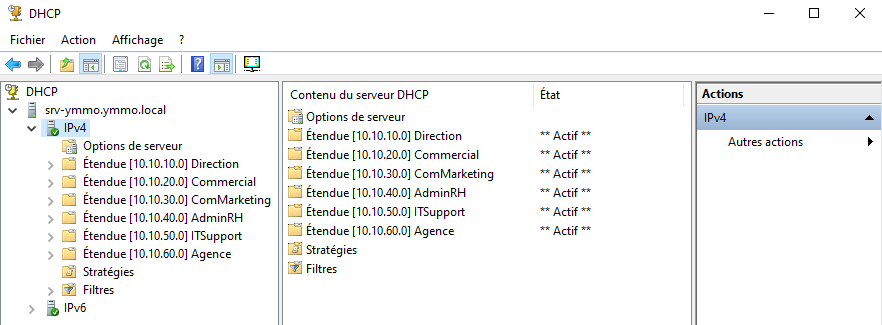 DHCP
Fichier Action Affichage ?
DHCP
srv-ymmo.ymmo.local
IPv4
Options de serveur
Étendue [10.10.10.0] Direction
Étendue [10.10.20.0] Commercial
Étendue [10.10.30.0] ComMarketing
Étendue [10.10.40.0] AdminRH
Étendue [10.10.50.0] ITSupport
Étendue [10.10.60.0] Agence
Stratégies
Filtres
IPv6
Contenu du serveur DHCP État
Options de serveur
Étendue [10.10.10.0] Direction ** Actif **
Étendue [10.10.20.0] Commercial ** Actif **
Étendue [10.10.30.0] ComMarketing ** Actif **
Étendue [10.10.40.0] AdminRH ** Actif **
Étendue [10.10.50.0] ITSupport ** Actif **
Étendue [10.10.60.0] Agence ** Actif **
Stratégies
Filtres
Actions
IPv4
Autres actions